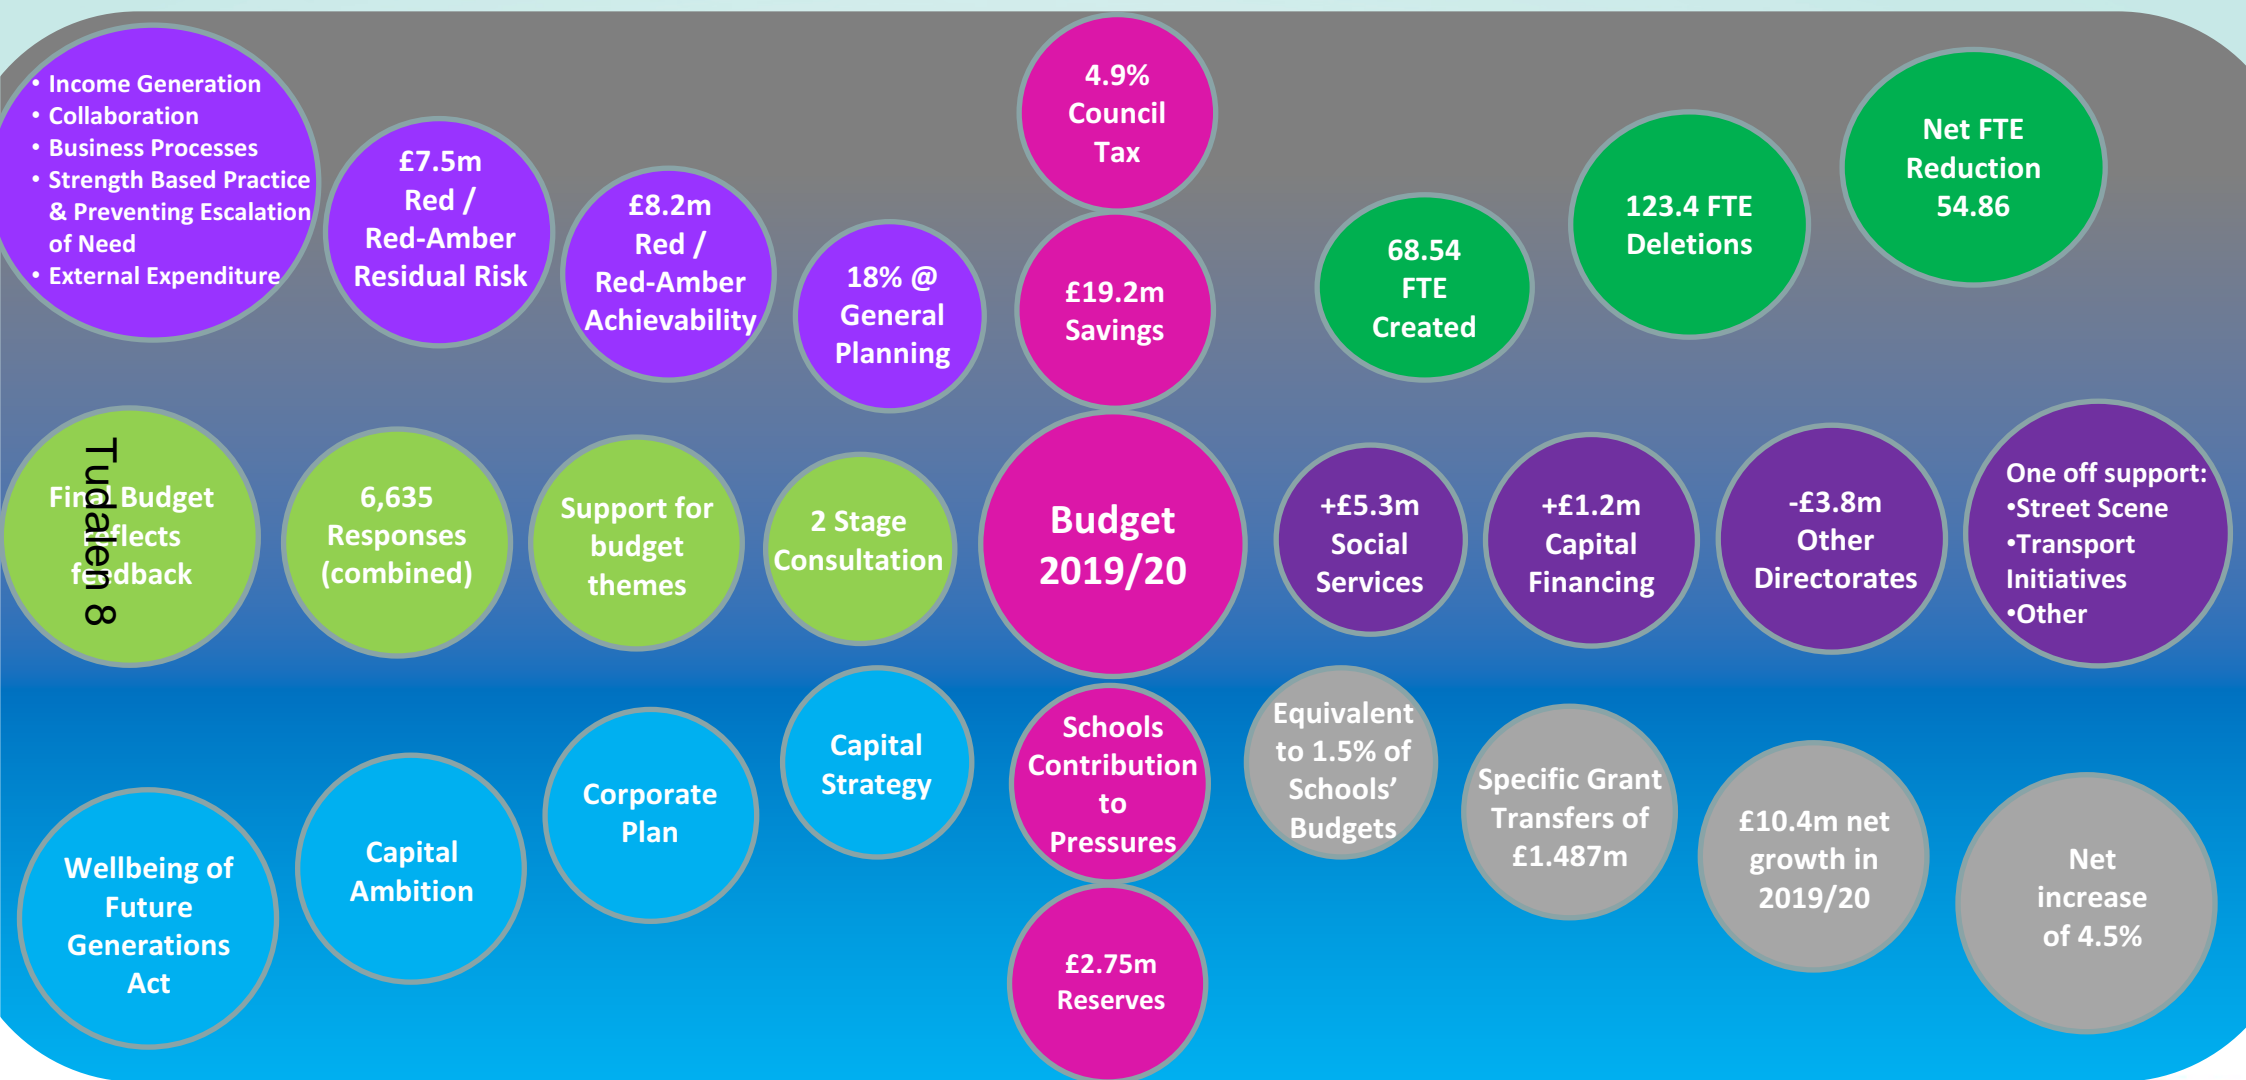 • Income Generation
• Collaboration
• Business Processes
• Strength Based Practice
& Preventing Escalation
of Need
• External Expenditure
£7.5m
Red /
Red-Amber
Residual Risk
£8.2m
Red /
Red-Amber
Achievability
18% @
General
Planning
4.9%
Council
Tax
£19.2m
Savings
68.54
FTE
Created
123.4 FTE
Deletions
Net FTE
Reduction
54.86
Final Budget
reflects
feedback
Tudalen 8
6,635
Responses
(combined)
Support for
budget
themes
2 Stage
Consultation
Budget
2019/20
+£5.3m
Social
Services
+£1.2m
Capital
Financing
-£3.8m
Other
Directorates
One off support:
•Street Scene
•Transport
Initiatives
•Other
Wellbeing of
Future
Generations
Act
Capital
Ambition
Corporate
Plan
Capital
Strategy
Schools
Contribution
to
Pressures
£2.75m
Reserves
Equivalent
to 1.5% of
Schools’
Budgets
Specific Grant
Transfers of
£1.487m
£10.4m net
growth in
2019/20
Net
increase
of 4.5%